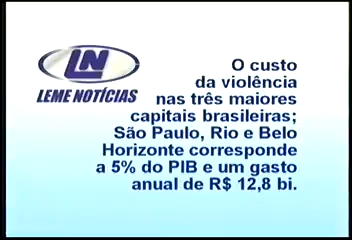 LN
LEME NOTÍCIAS
O custo
da violência
nas três maiores
capitais brasileiras;
São Paulo, Rio e Belo
Horizonte corresponde
a 5% do PIB e um gasto
anual de R$ 12,8 bi.